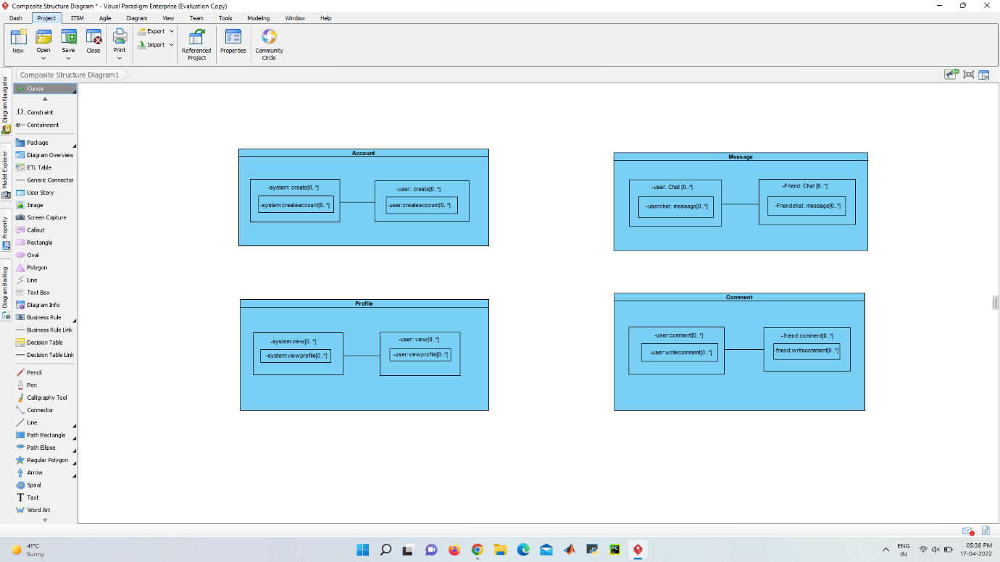 Composite Structure Diagram * - Visual Paradigm Enterprise (Evaluation Copy)
Dash Project ITSM Agile Diagram View Team Tools Modeling Window Help
New Open Save Close Print Export Import Referenced Project Properties Community Circle
Composite Structure Diagram1
Diagram Navigator
Model Explorer
Property
Diagram Backlog
Cursor
Constraint
Containment
Package
Diagram Overview
ETL Table
Generic Connector
User Story
Image
Screen Capture
Callout
Rectangle
Oval
Polygon
Line
Text Box
Diagram Info
Business Rule
Business Rule Link
Decision Table
Decision Table Link
Pencil
Pen
Calligraphy Tool
Connector
Line
Path Rectangle
Path Ellipse
Regular Polygon
Arrow
Spiral
Text
Word Art
Account
-system: create[0..*]
-system:createaccount[0..*]
-user: create[0..*]
-user:createaccount[0..*]
Message
-user: Chat [0..*]
-userchat: message[0..*]
-Friend: Chat [0..*]
-Friendchat: message[0..*]
Profile
-system:view[0..*]
-system:viewprofile[0..*]
-user: view[0..*]
-user:viewprofile[0..*]
Comment
-user:comment[0..*]
-user:writecomment[0..*]
-friend:comment[0..*]
-friend:writecomment[0..*]
41°C
Sunny
ENG
IN
05:38 PM
17-04-2022